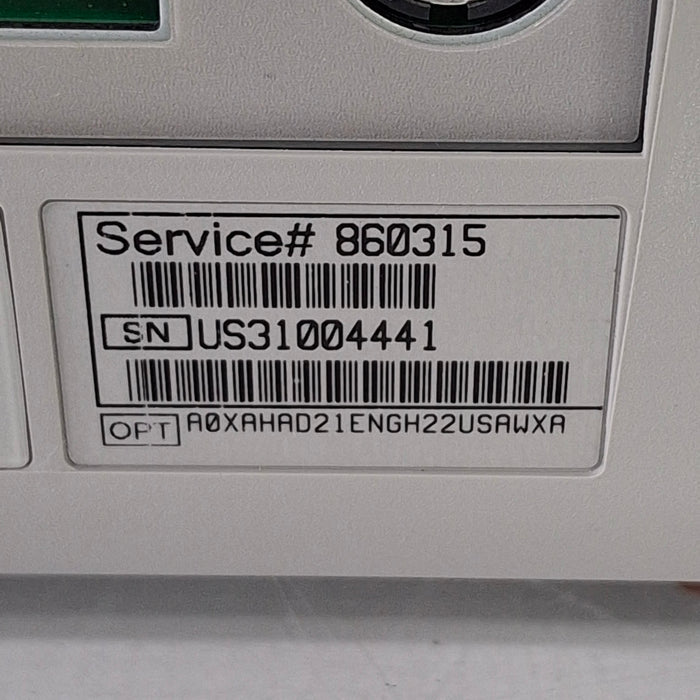 Service# 860315
SN US31004441
OPT A0XAHAD21ENGH22USAWXA